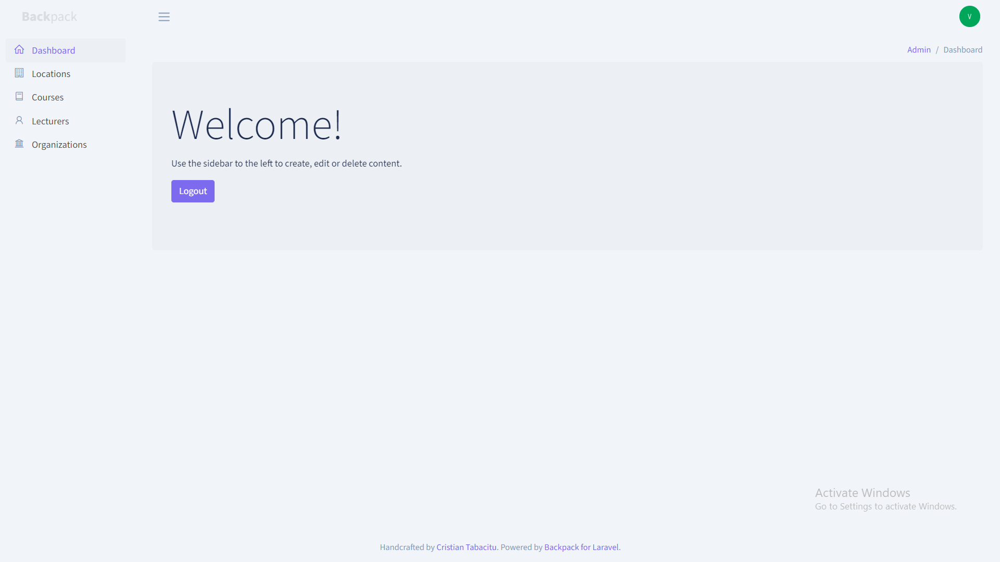 Backpack
V
Dashboard
Locations
Courses
Lecturers
Organizations
Admin / Dashboard
Welcome!
Use the sidebar to the left to create, edit or delete content.
Logout
Activate Windows
Go to Settings to activate Windows.
Handcrafted by Cristian Tabacitu. Powered by Backpack for Laravel.